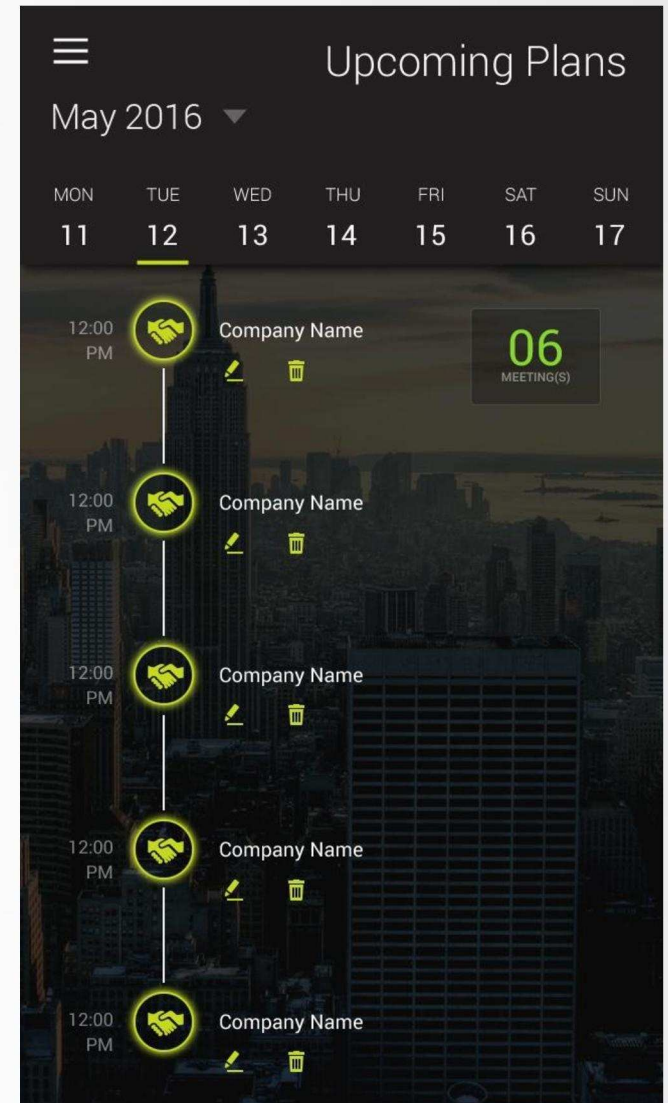 Upcoming Plans
May 2016
MON TUE WED THU FRI SAT SUN
11 12 13 14 15 16 17
12:00 PM
Company Name
06
MEETING(S)
12:00 PM
Company Name
12:00 PM
Company Name
12:00 PM
Company Name
12:00 PM
Company Name